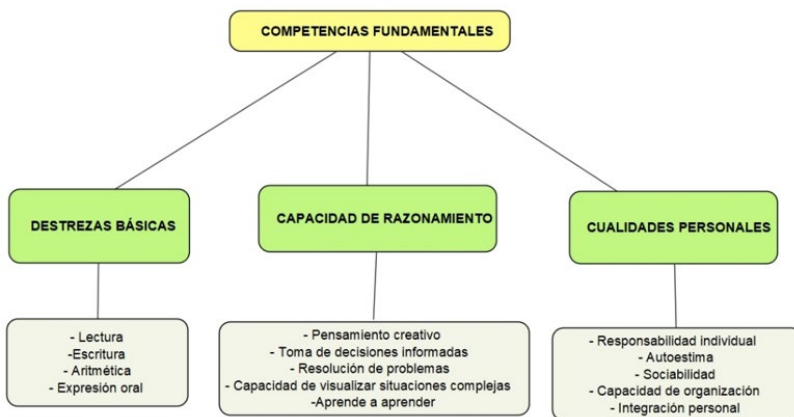 COMPETENCIAS FUNDAMENTALES
DESTREZAS BÁSICAS
CAPACIDAD DE RAZONAMIENTO
CUALIDADES PERSONALES
- Lectura
-Escritura
- Aritmética
- Expresión oral
- Pensamiento creativo
- Toma de decisiones informadas
- Resolución de problemas
- Capacidad de visualizar situaciones complejas
-Aprende a aprender
- Responsabilidad individual
- Autoestima
- Sociabilidad
- Capacidad de organización
- Integración personal